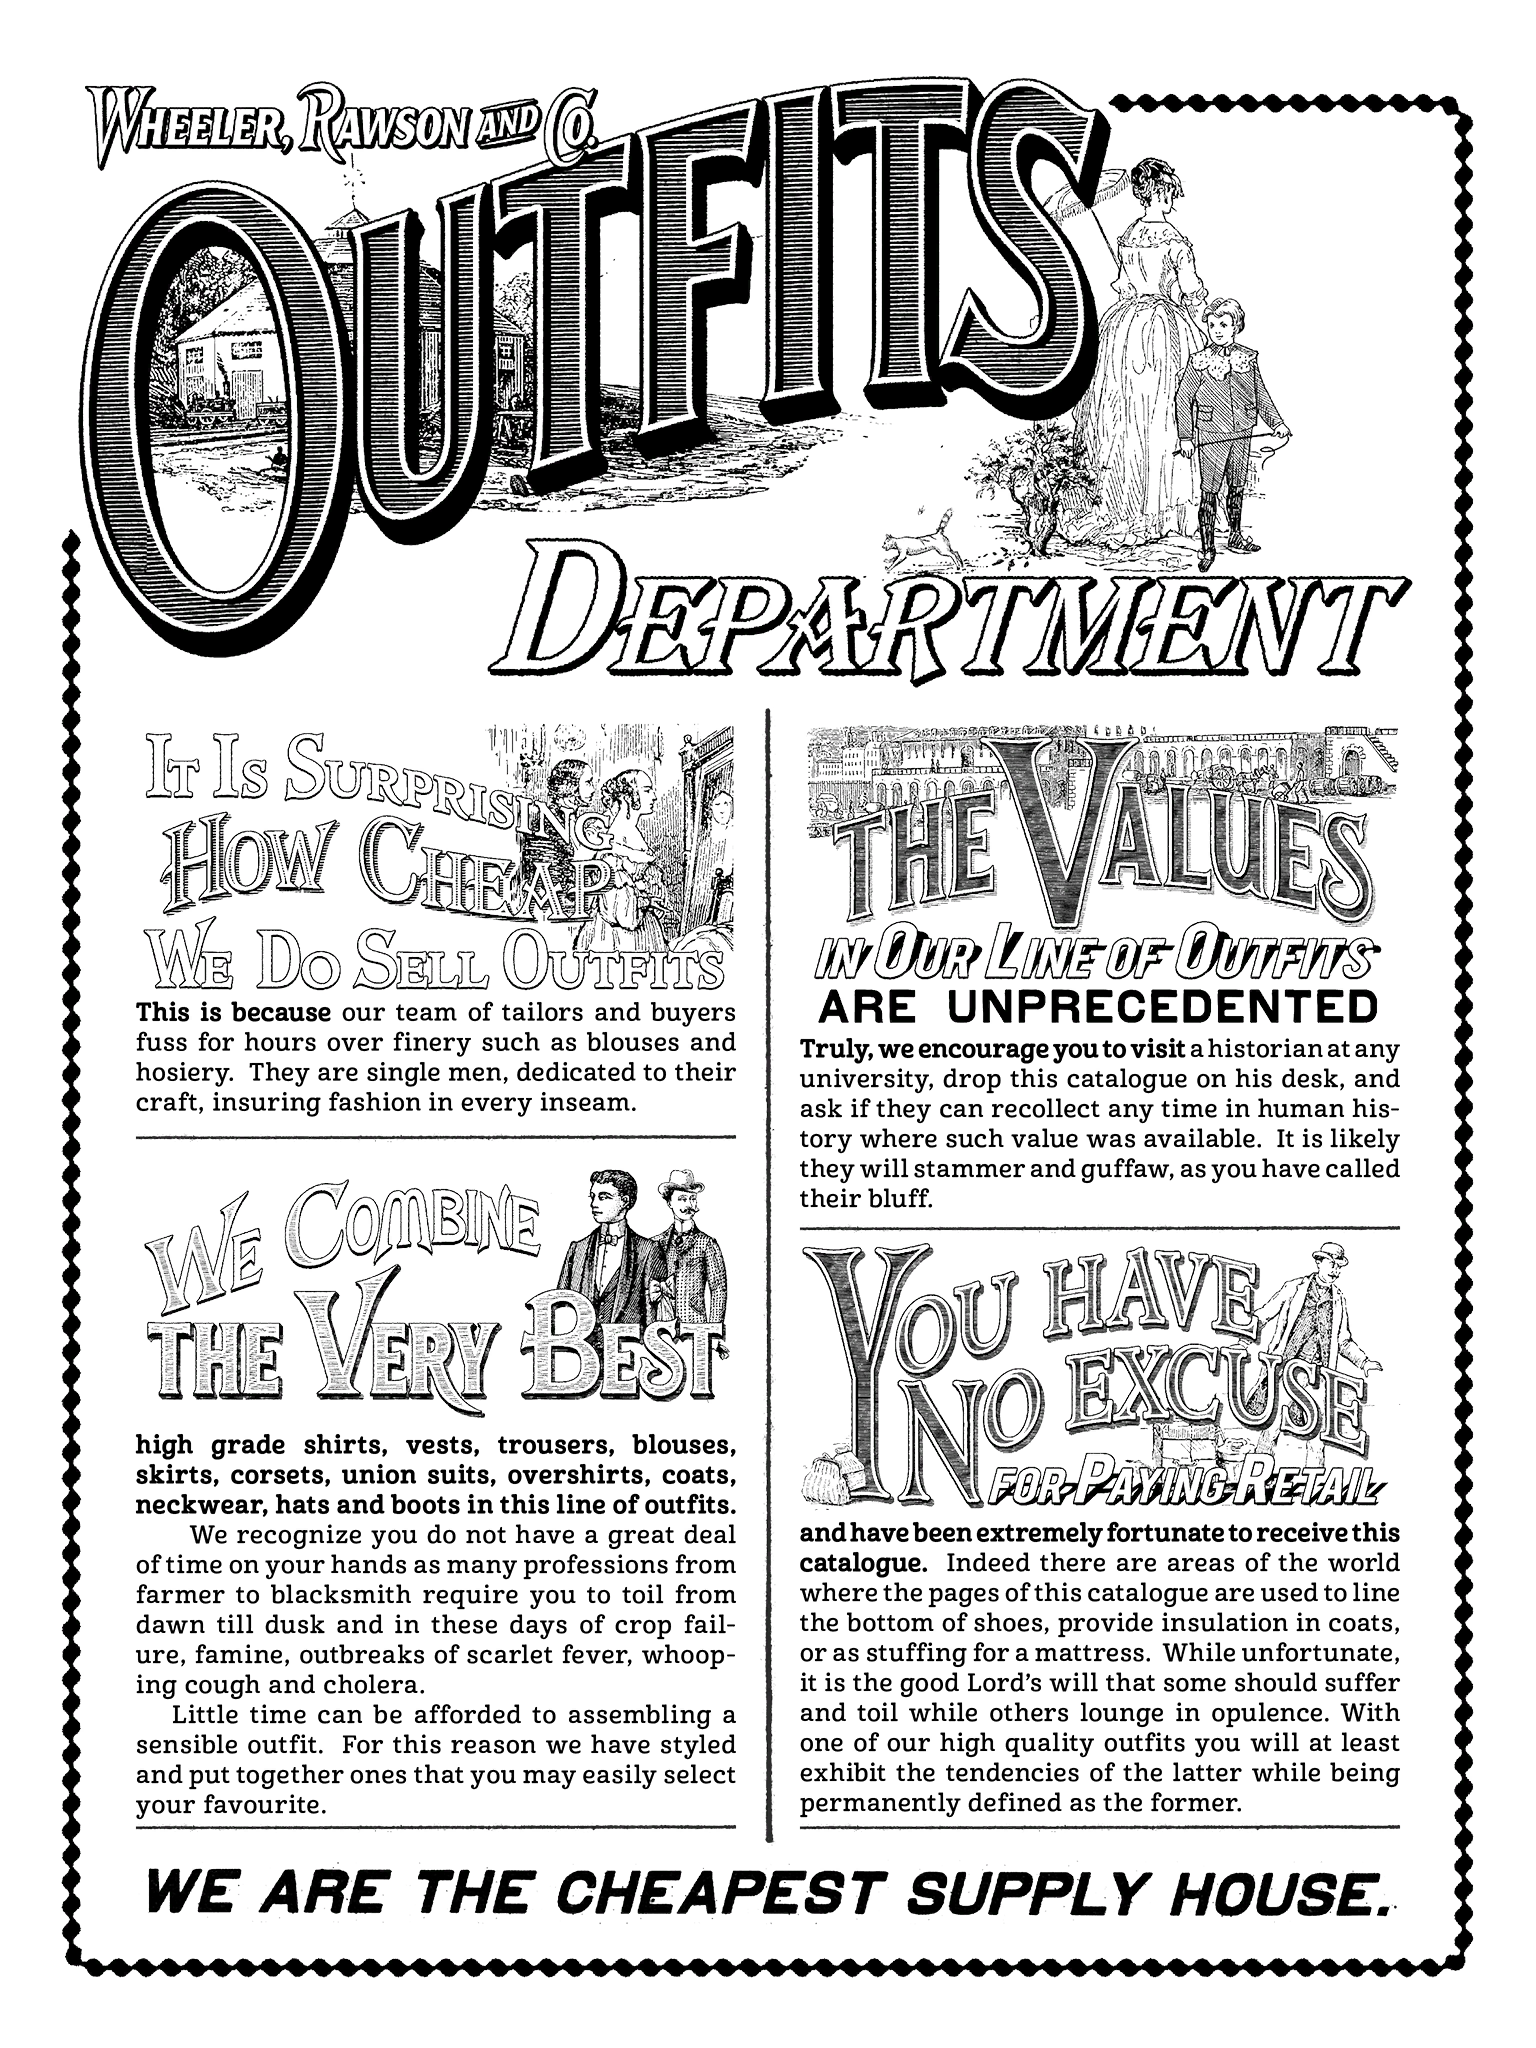 WHEELER, RAWSON AND CO.
OUTFITS
DEPARTMENT
IT IS SURPRISING
HOW CHEAP
WE DO SELL OUTFITS
This is because our team of tailors and buyers
fuss for hours over finery such as blouses and
hosiery. They are single men, dedicated to their
craft, insuring fashion in every inseam.
WE COMBINE
THE VERY BEST
high grade shirts, vests, trousers, blouses,
skirts, corsets, union suits, overshirts, coats,
neckwear, hats and boots in this line of outfits.
We recognize you do not have a great deal
of time on your hands as many professions from
farmer to blacksmith require you to toil from
dawn till dusk and in these days of crop fail-
ure, famine, outbreaks of scarlet fever, whoop-
ing cough and cholera.
Little time can be afforded to assembling a
sensible outfit. For this reason we have styled
and put together ones that you may easily select
your favourite.
THE VALUES
IN OUR LINE OF OUTFITS
ARE UNPRECEDENTED
Truly, we encourage you to visit a historian at any
university, drop this catalogue on his desk, and
ask if they can recollect any time in human his-
tory where such value was available. It is likely
they will stammer and guffaw, as you have called
their bluff.
YOU HAVE
NO EXCUSE
FOR PAYING RETAIL
and have been extremely fortunate to receive this
catalogue. Indeed there are areas of the world
where the pages of this catalogue are used to line
the bottom of shoes, provide insulation in coats,
or as stuffing for a mattress. While unfortunate,
it is the good Lord's will that some should suffer
and toil while others lounge in opulence. With
one of our high quality outfits you will at least
exhibit the tendencies of the latter while being
permanently defined as the former.
WE ARE THE CHEAPEST SUPPLY HOUSE.